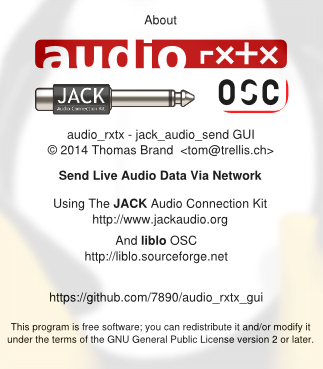 About
audio rx+x
JACK
Audio Connection Kit
OSC
audio_rxtx - jack_audio_send GUI
© 2014 Thomas Brand <tom@trellis.ch>
Send Live Audio Data Via Network
Using The JACK Audio Connection Kit
http://www.jackaudio.org
And liblo OSC
http://liblo.sourceforge.net
https://github.com/7890/audio_rxtx_gui
This program is free software; you can redistribute it and/or modify it
under the terms of the GNU General Public License version 2 or later.